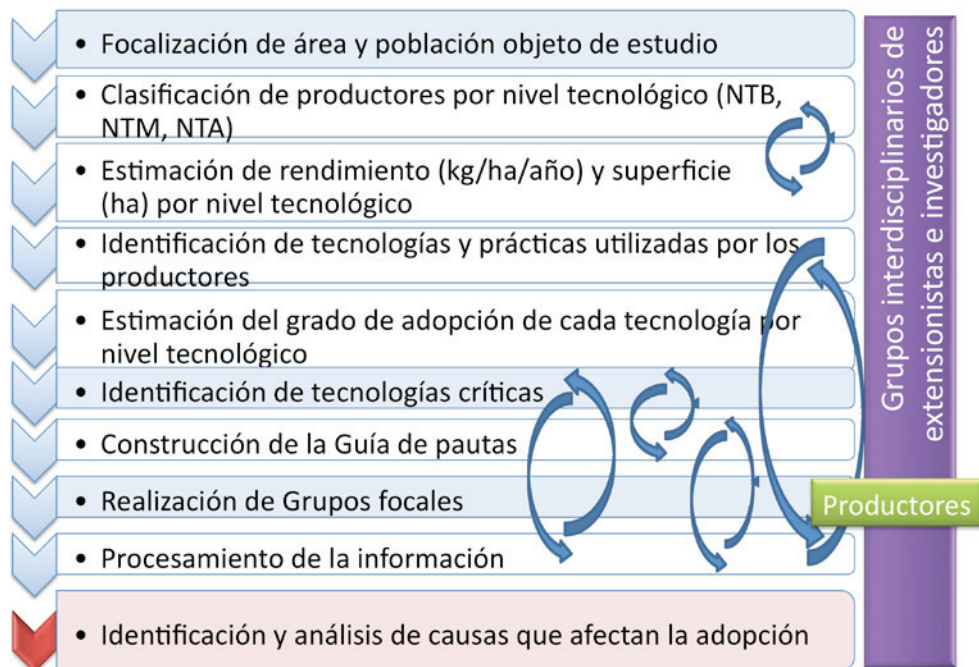 • Focalización de área y población objeto de estudio
• Clasificación de productores por nivel tecnológico (NTB,
NTM, NTA)
• Estimación de rendimiento (kg/ha/año) y superficie
(ha) por nivel tecnológico
• Identificación de tecnologías y prácticas utilizadas por los
productores
• Estimación del grado de adopción de cada tecnología por
nivel tecnológico
• Identificación de tecnologías críticas
• Construcción de la Guía de pautas
• Realización de Grupos focales
• Procesamiento de la información
• Identificación y análisis de causas que afectan la adopción
Grupos interdisciplinarios de
extensionistas e investigadores
Productores